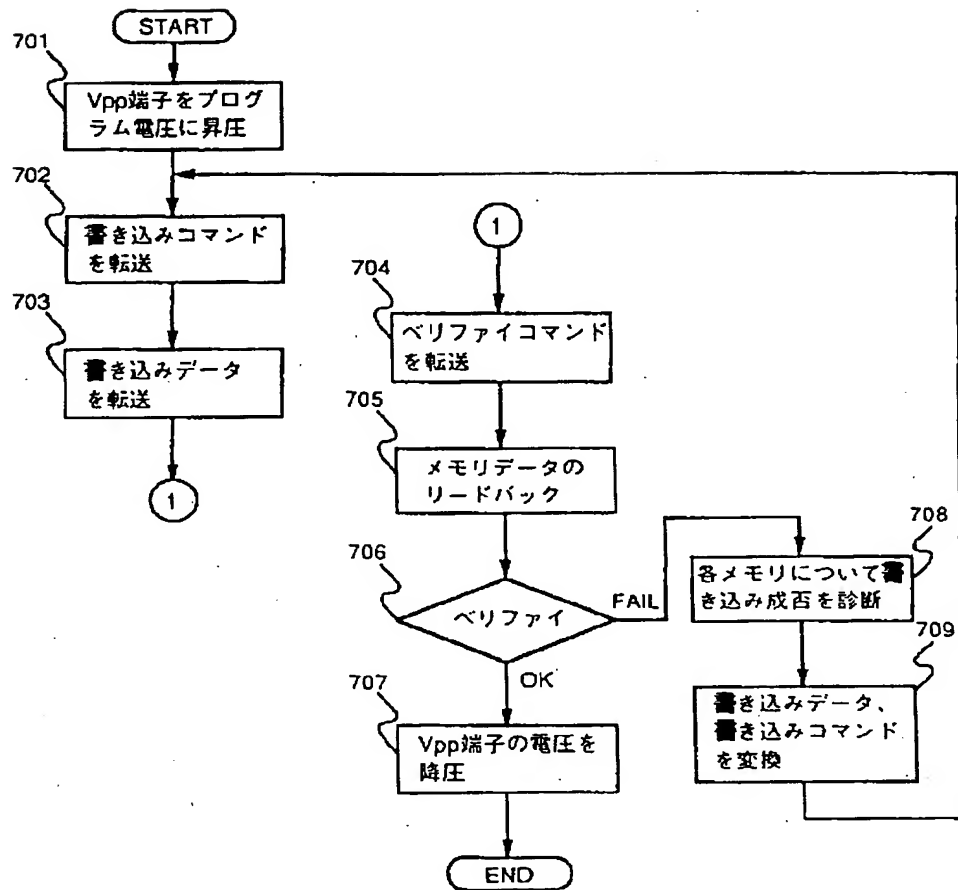 START
701
Vpp端子をプログ
ラム電圧に昇圧
702
書き込みコマンド
を転送
703
書き込みデータ
を転送
1
1
704
ベリファイコマンド
を転送
705
メモリデータの
リードバック
706
ベリファイ
FAIL
OK
707
Vpp端子の電圧を
降圧
END
708
各メモリについて書
き込み成否を診断
709
書き込みデータ、
書き込みコマンド
を変換